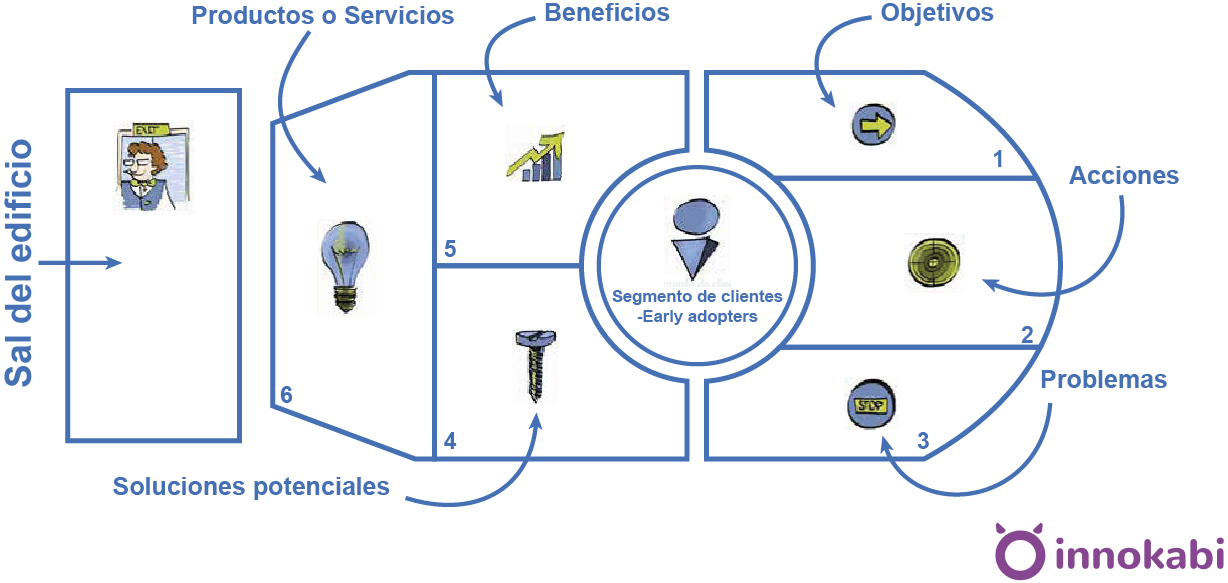 Productos o Servicios
Beneficios
Objetivos
Sal del edificio
EXIT
1
Acciones
5
Segmento de clientes
-Early adopters
2
Problemas
6
STOP
4
3
Soluciones potenciales
innokabi